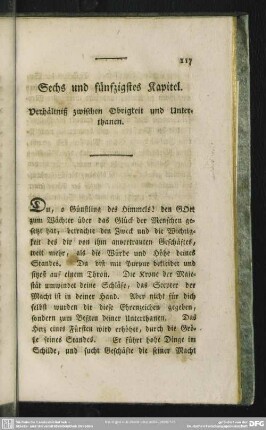 117
Sechs und fünfzigstes Kapitel.
Verhältniß zwischen Obrigkeit und Unter-
thanen.
Du, o Günstling des Himmels! den GOtt
zum Wächter über das Glück der Menschen ge-
setzt hat, betrachte den Zweck und die Wichtig-
keit des dir von ihm anvertrauten Geschäftes,
weit mehr, als die Würde und Höhe deines
Standes. Du bist mit Purpur bekleidet und
sitzest auf einem Thron. Die Krone der Maje-
stät umwindet deine Schläfe, das Scepter der
Macht ist in deiner Hand. Aber nicht für dich
selbst wurden dir diese Ehrenzeichen gegeben,
sondern zum Beßten deiner Unterthanen. Das
Herz eines Fürsten wird erhöhet, durch die Grö-
ße seines Standes. Er führet hohe Dinge im
Schilde, und sucht Geschäfte die seiner Macht